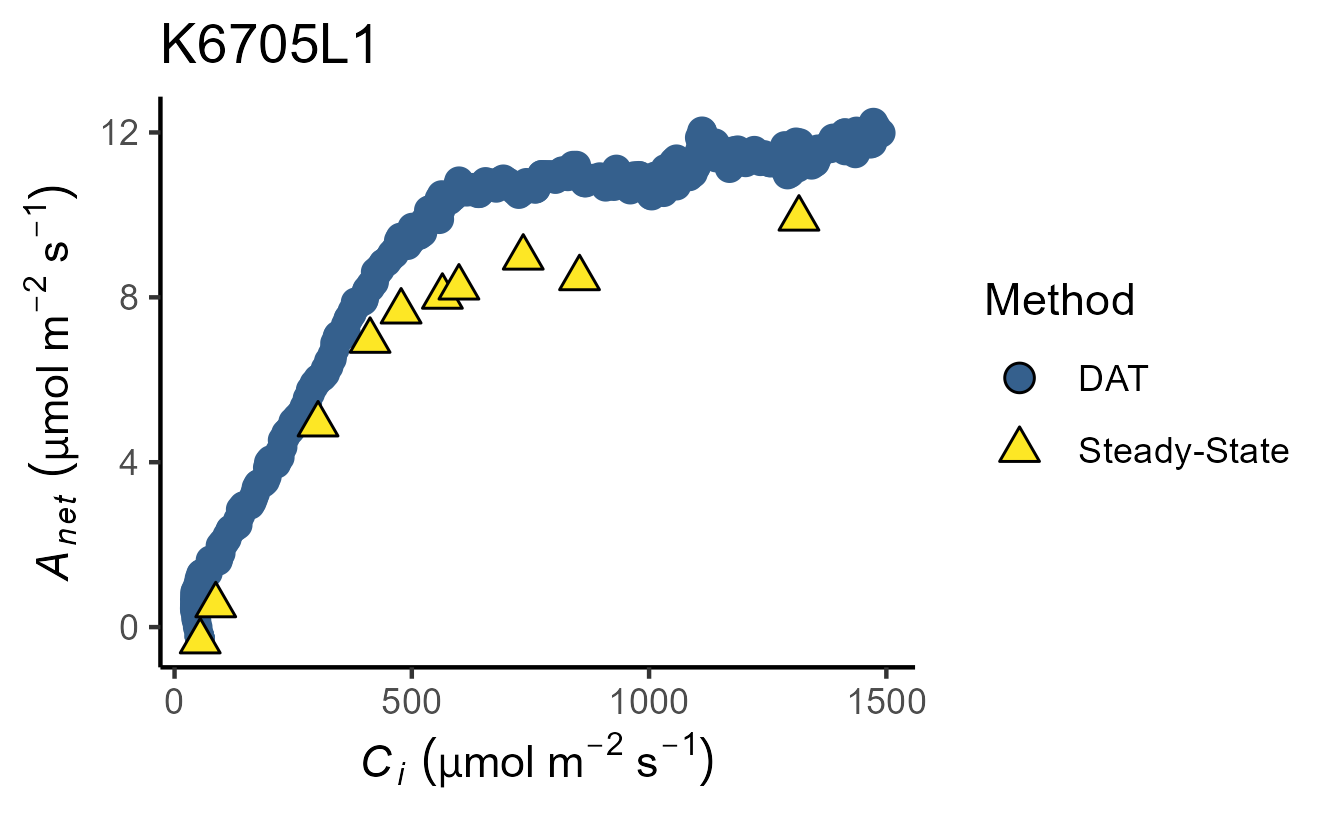 K6705L1
12
8
4
0
A_net (µmol m⁻² s⁻¹)
0 500 1000 1500
C_i (µmol m⁻² s⁻¹)
Method
DAT
Steady-State